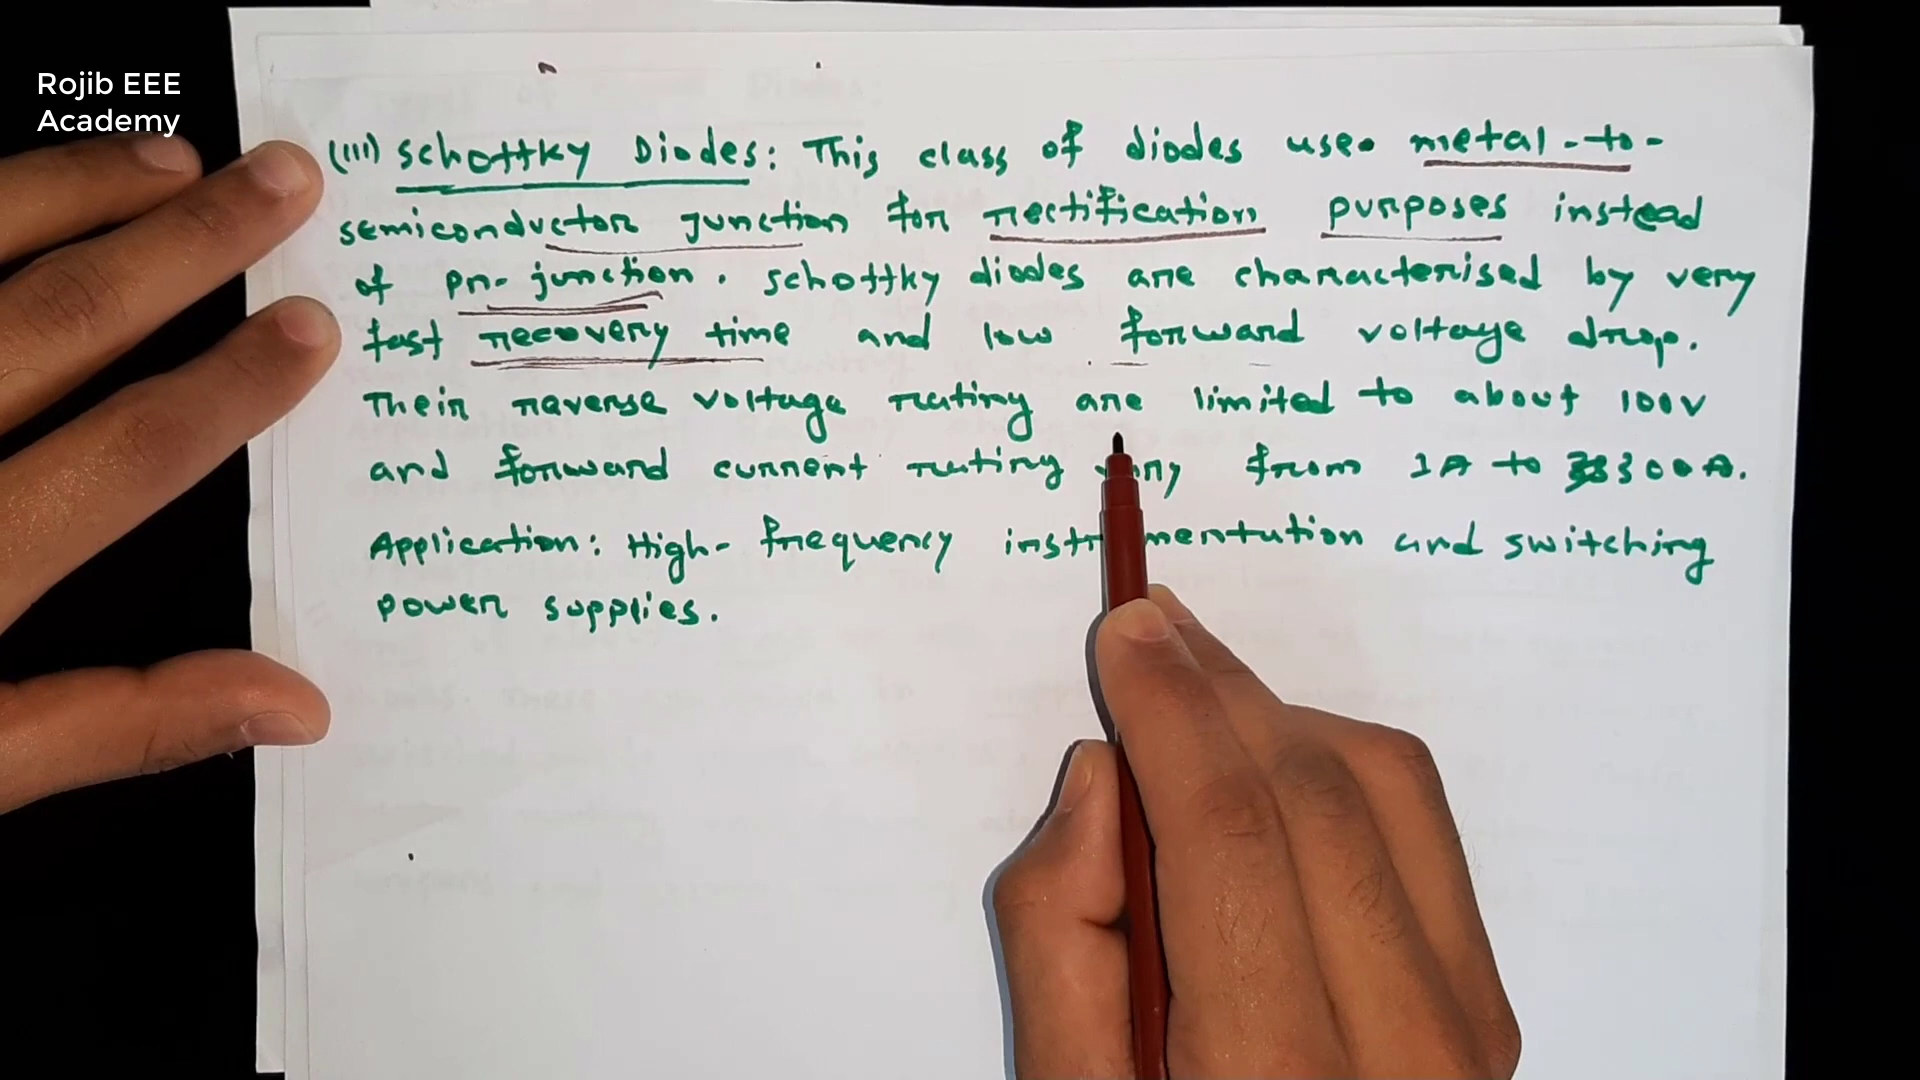 Rojib EEE
Academy
(III) Schottky Diodes: This class of diodes use metal-to-
semiconductor junction for rectification purposes instead
of pn-junction. Schottky diodes are characterised by very
fast recovery time and low forward voltage drop.
Their reverse voltage rating are limited to about 100V
and forward current rating vary from 1A to 300A.
Application: High-frequency instrumentution and switching
power supplies.